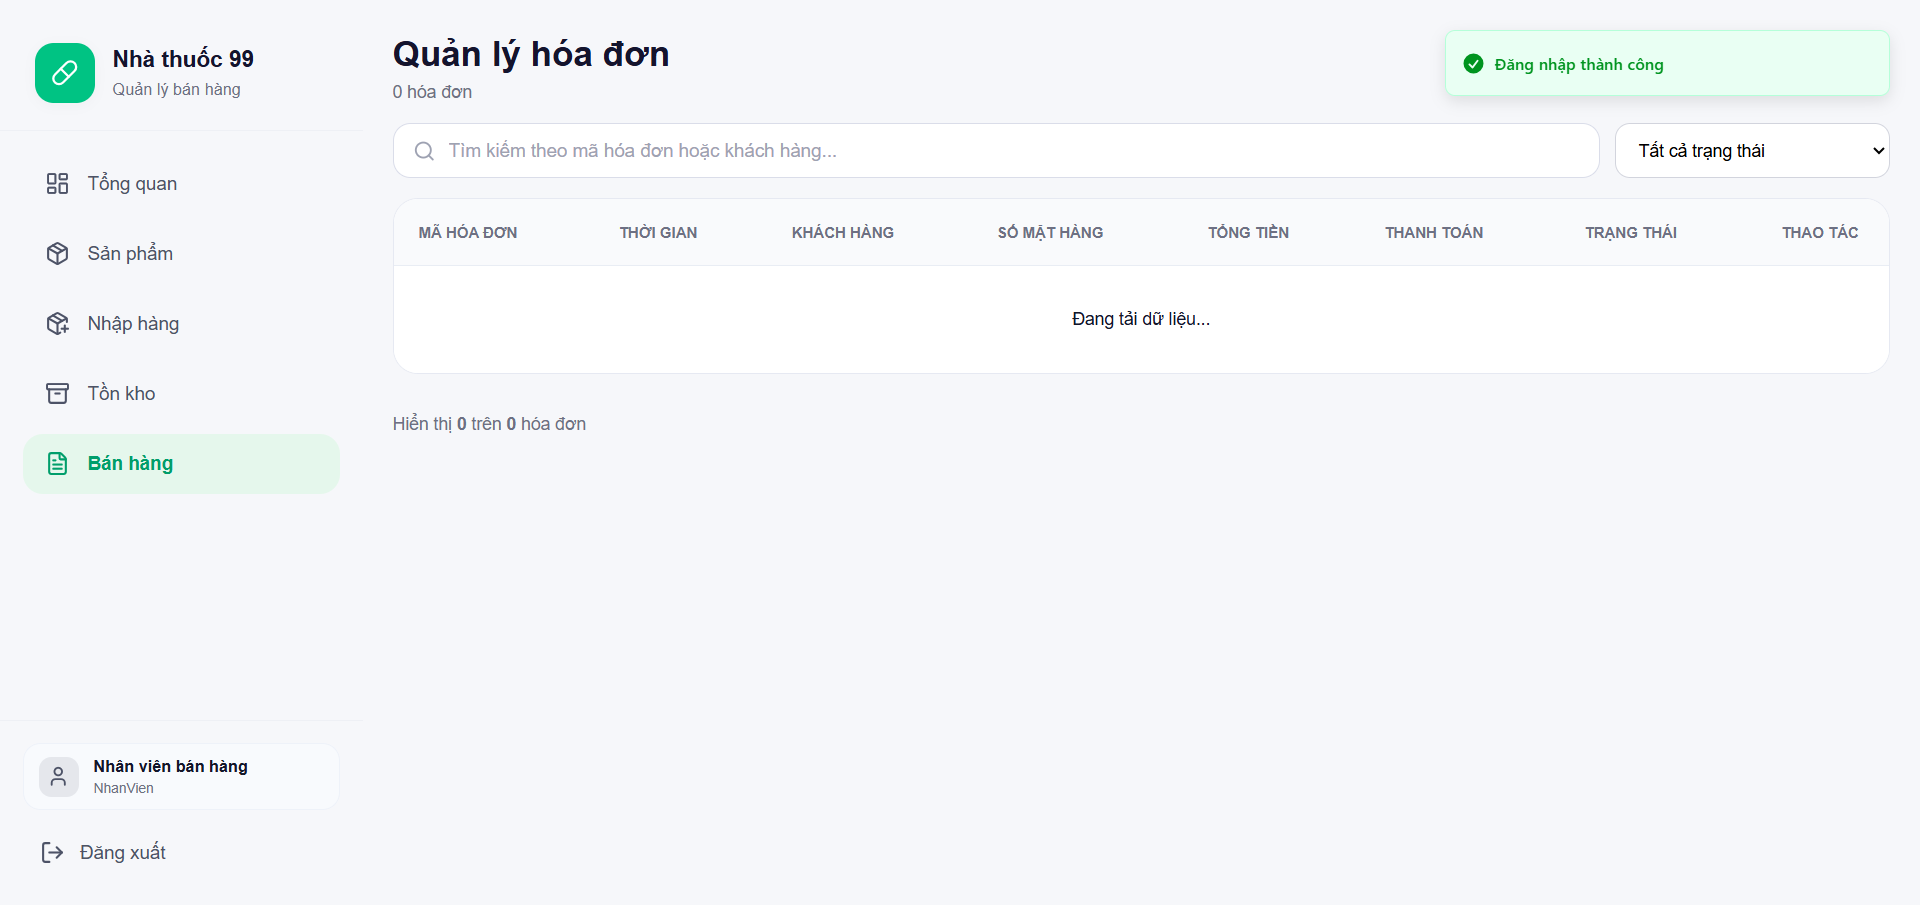 Nhà thuốc 99
Quản lý bán hàng
Tổng quan
Sản phẩm
Nhập hàng
Tồn kho
Bán hàng
Nhân viên bán hàng
NhanVien
Đăng xuất
Quản lý hóa đơn
0 hóa đơn
Đăng nhập thành công
Tìm kiếm theo mã hóa đơn hoặc khách hàng...
Tất cả trạng thái
MÃ HÓA ĐƠN THỜI GIAN KHÁCH HÀNG SỐ MẶT HÀNG TỔNG TIỀN THANH TOÁN TRẠNG THÁI THAO TÁC
Đang tải dữ liệu...
Hiển thị 0 trên 0 hóa đơn